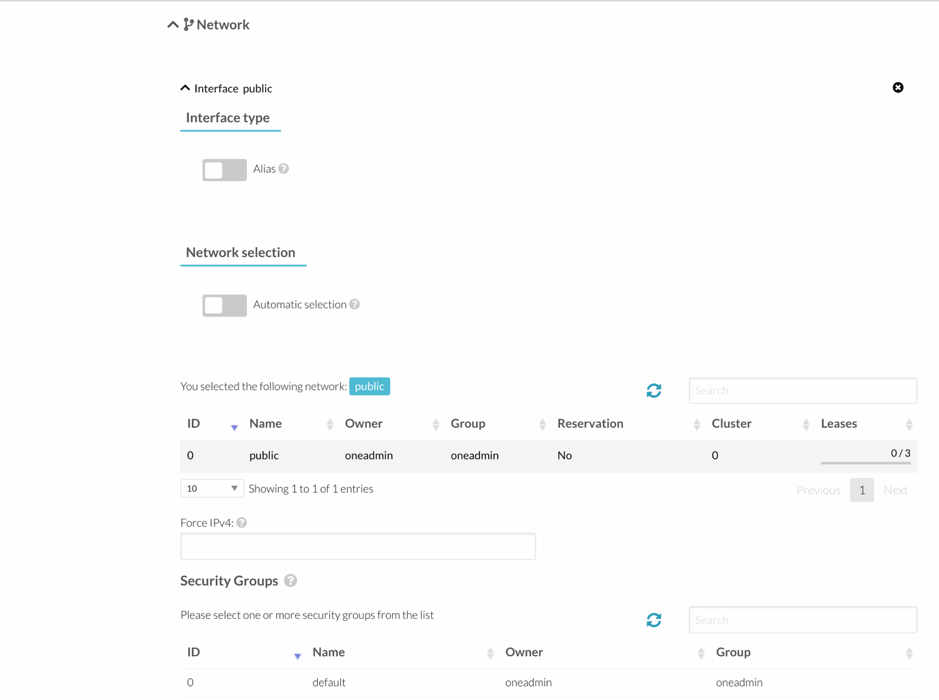 Network
Interface public
Interface type
Alias ?
Network selection
Automatic selection ?
You selected the following network: public
Search
ID Name Owner Group Reservation Cluster Leases
0 public oneadmin oneadmin No 0 0 / 3
10 Showing 1 to 1 of 1 entries Previous 1 Next
Force IPv4: ?
Security Groups ?
Please select one or more security groups from the list
Search
ID Name Owner Group
0 default oneadmin oneadmin